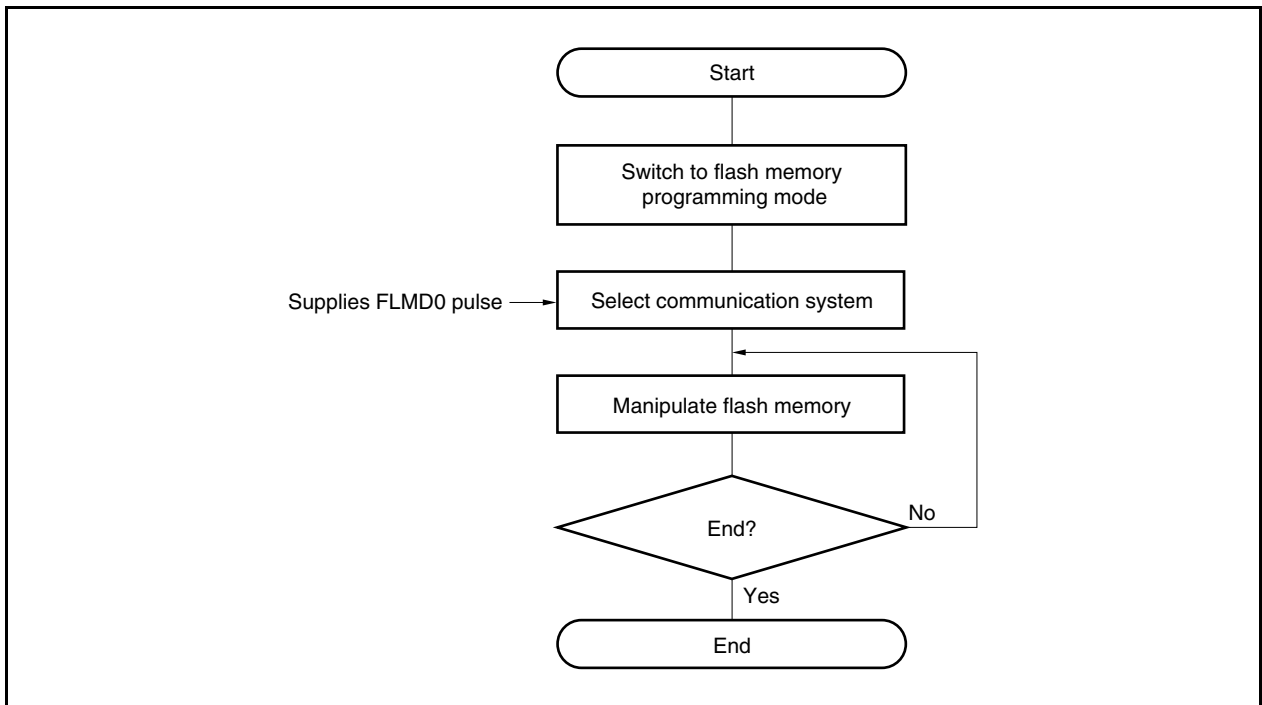 Start
Switch to flash memory
programming mode
Supplies FLMD0 pulse
Select communication system
Manipulate flash memory
End?
No
Yes
End